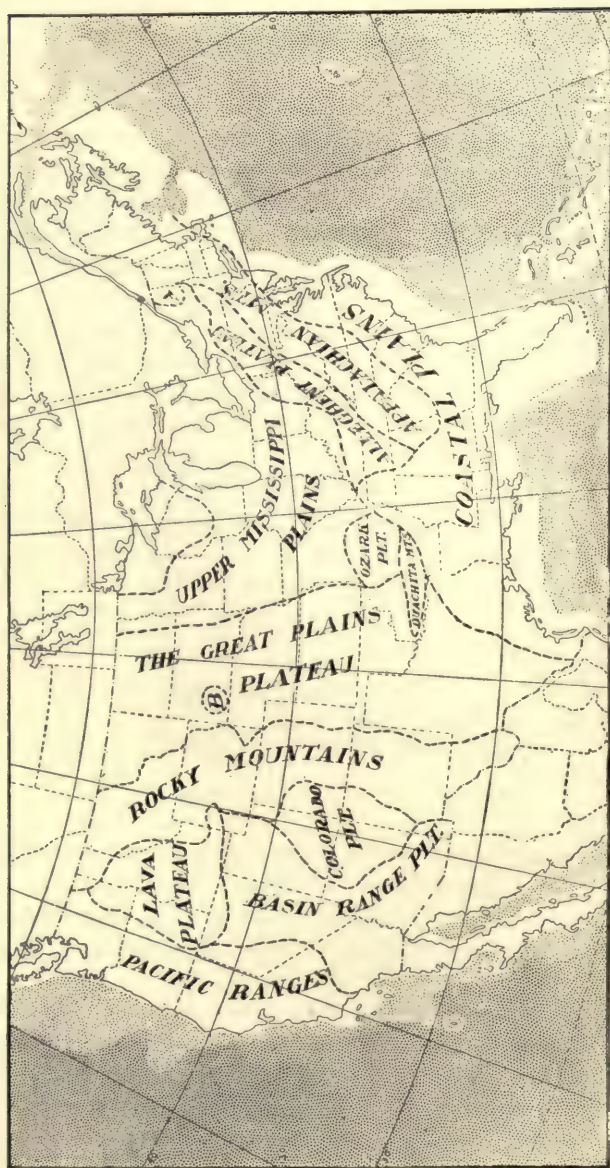 PACIFIC RANGES
LAVA
PLATEAU
BASIN RANGE PLT.
COLORADO
PLT.
ROCKY MOUNTAINS
B
THE GREAT PLAINS
PLATEAU
UPPER MISSISSIPPI
PLAINS
OZARK
PLT.
OUACHITA MTS
ALLEGHENY PLATEAU
APPALACHIAN
MTS.
A
COASTAL PLAINS